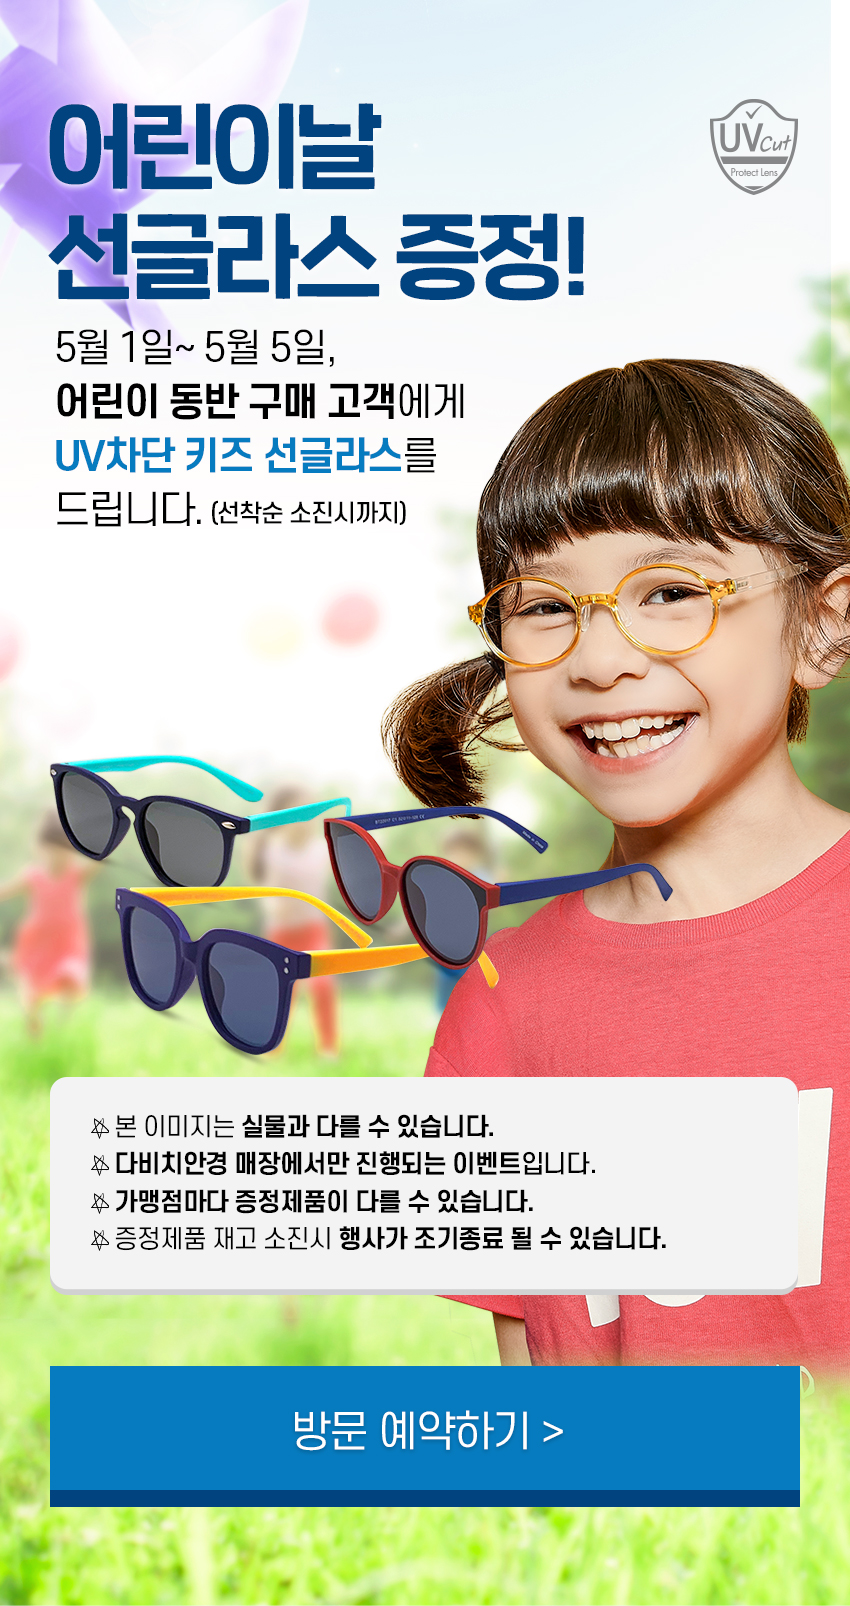 어린이날
선글라스 증정!
UV Cut
Protect Lens
5월 1일~ 5월 5일,
어린이 동반 구매 고객에게
UV차단 키즈 선글라스를
드립니다. (선착순 소진시까지)
본 이미지는 실물과 다를 수 있습니다.
다비치안경 매장에서만 진행되는 이벤트입니다.
가맹점마다 증정제품이 다를 수 있습니다.
증정제품 재고 소진시 행사가 조기종료 될 수 있습니다.
방문 예약하기 >